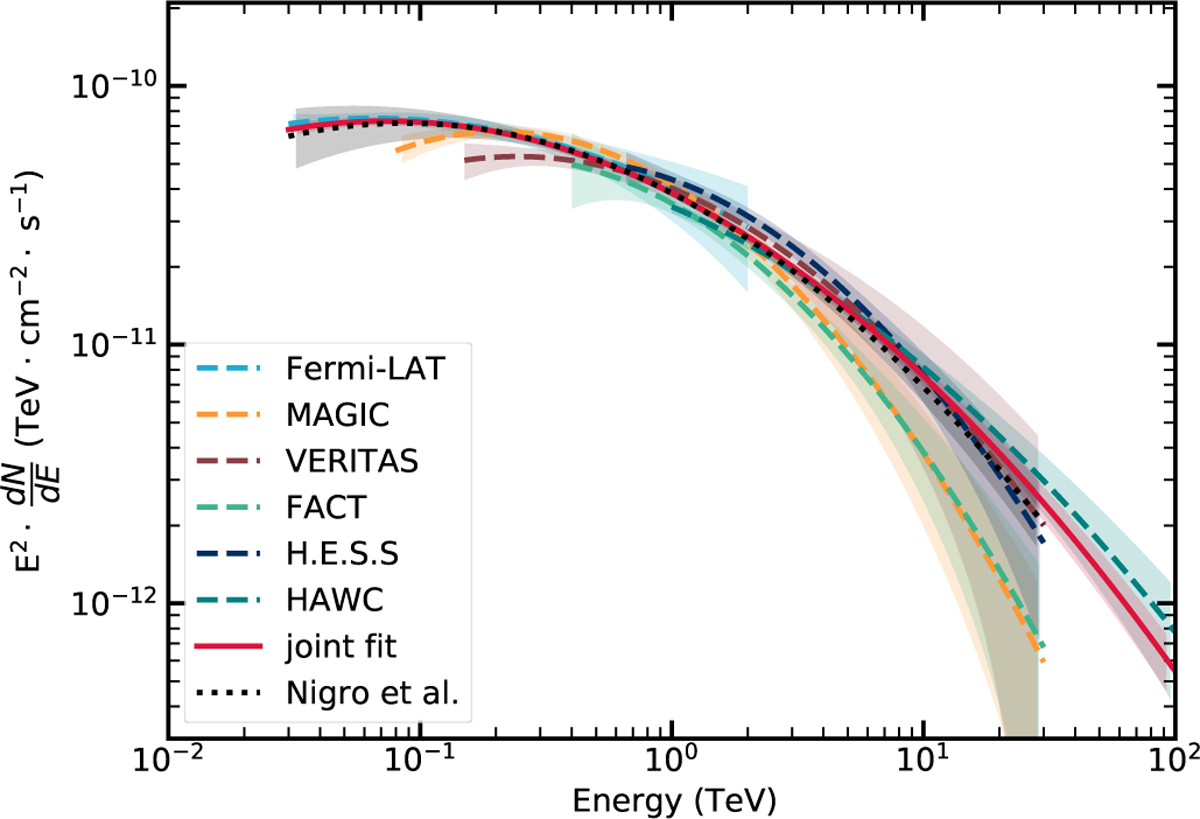 10⁻¹⁰
10⁻¹¹
10⁻¹²
E² · dN/dE (TeV · cm⁻² · s⁻¹)
Fermi-LAT
MAGIC
VERITAS
FACT
H.E.S.S
HAWC
joint fit
Nigro et al.
10⁻² 10⁻¹ 10⁰ 10¹ 10²
Energy (TeV)